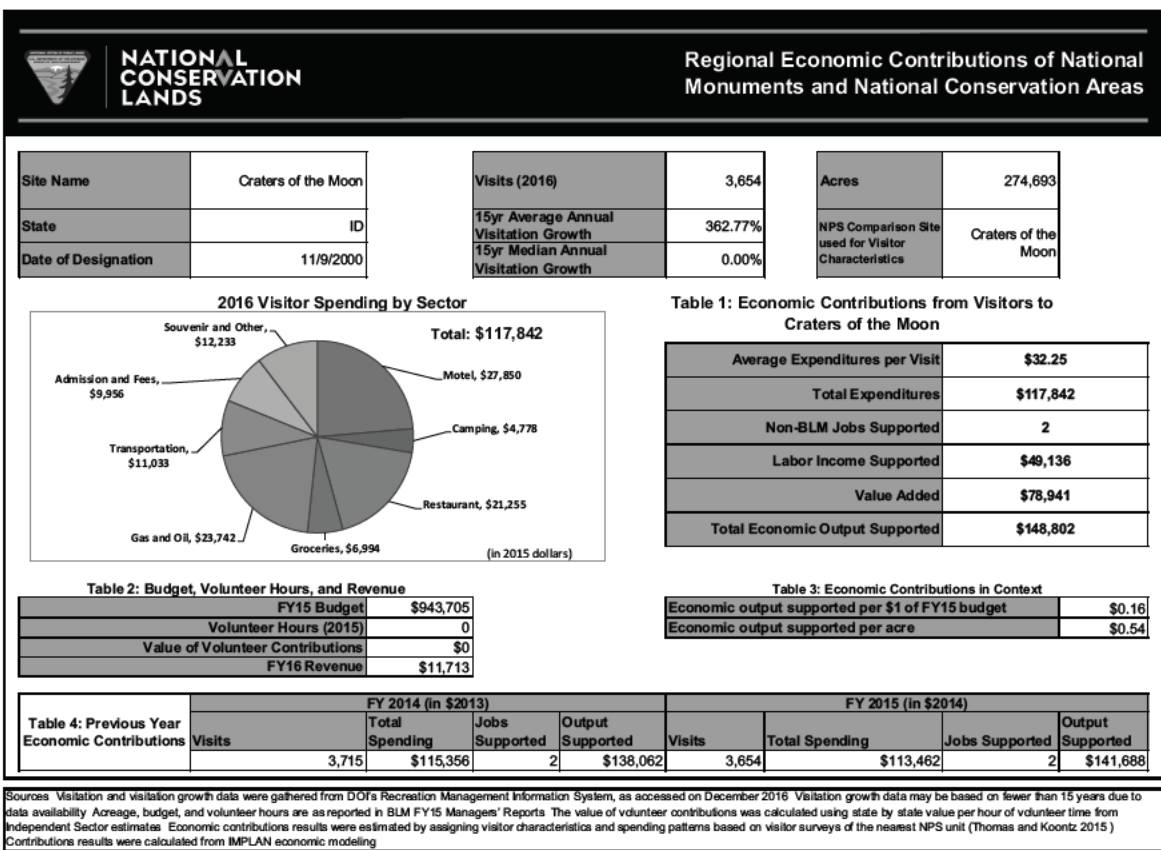 NATIONAL
CONSERVATION
LANDS
Regional Economic Contributions of National
Monuments and National Conservation Areas
Site Name Craters of the Moon
State ID
Date of Designation 11/9/2000
Visits (2016) 3,654
15yr Average Annual
Visitation Growth 362.77%
15yr Median Annual
Visitation Growth 0.00%
Acres 274,693
NPS Comparison Site
used for Visitor
Characteristics
Craters of the
Moon
2016 Visitor Spending by Sector
Total: $117,842
Souvenir and Other,
$12,233
Motel, $27,850
Admission and Fees,
$9,956
Camping, $4,778
Transportation,
$11,033
Restaurant, $21,255
Gas and Oil, $23,742
Groceries, $6,994
(in 2015 dollars)
Table 1: Economic Contributions from Visitors to
Craters of the Moon
Average Expenditures per Visit $32.25
Total Expenditures $117,842
Non-BLM Jobs Supported 2
Labor Income Supported $49,136
Value Added $78,941
Total Economic Output Supported $148,802
Table 2: Budget, Volunteer Hours, and Revenue
FY15 Budget $943,705
Volunteer Hours (2015) 0
Value of Volunteer Contributions $0
FY16 Revenue $11,713
Table 3: Economic Contributions in Context
Economic output supported per $1 of FY15 budget $0.16
Economic output supported per acre $0.54
Table 4: Previous Year
Economic Contributions
FY 2014 (in $2013) FY 2015 (in $2014)
Visits Total Spending Jobs Supported Output Supported Visits Total Spending Jobs Supported Output Supported
3,715 $115,356 2 $138,062 3,654 $113,462 2 $141,688
Sources Visitation and visitation growth data were gathered from DOI's Recreation Management Information System, as accessed on December 2016 Visitation growth data may be based on fewer than 15 years due to
data availability Acreage, budget, and volunteer hours are as reported in BLM FY15 Managers' Reports The value of volunteer contributions was calculated using state by state value per hour of volunteer time from
Independent Sector estimates Economic contributions results were estimated by assigning visitor characteristics and spending patterns based on visitor surveys of the nearest NPS unit (Thomas and Koontz 2015 )
Contributions results were calculated from IMPLAN economic modeling